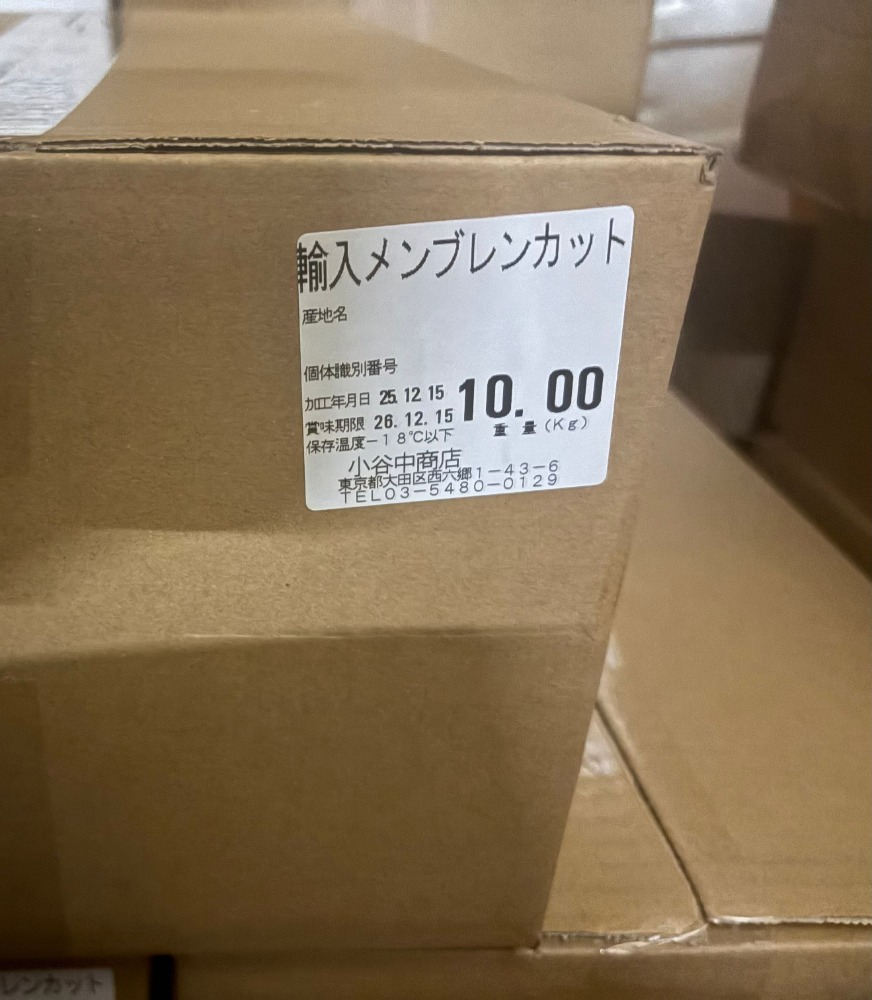 輸入メンブレンカット
産地名
個体識別番号
加工年月日 25.12.15
賞味期限 26.12.15
10.00
重量(Kg)
保存温度-18℃以下
小谷中商店
東京都大田区西六郷1-43-6
TEL03-5480-0129
レンカット